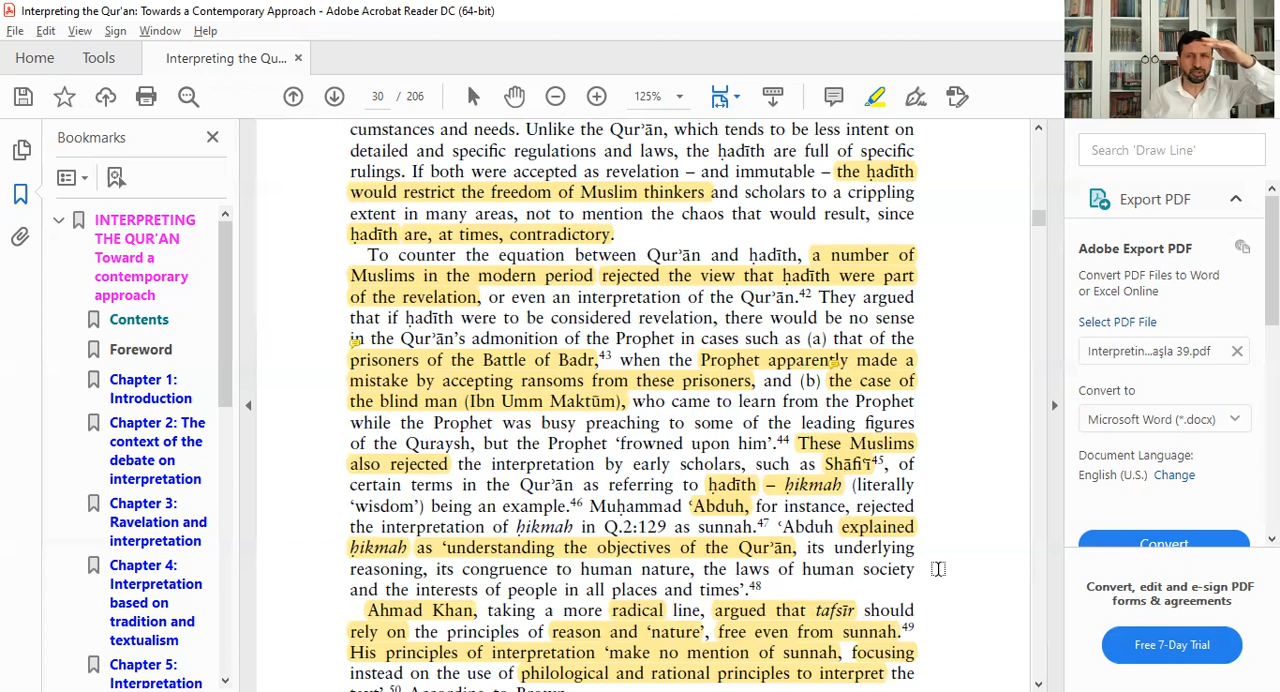 Interpreting the Qur'an: Towards a Contemporary Approach - Adobe Acrobat Reader DC (64-bit)
File Edit View Sign Window Help
Home Tools Interpreting the Qu... ×
30 / 206 125%
Bookmarks
INTERPRETING
THE QUR'AN
Toward a
contemporary
approach
Contents
Foreword
Chapter 1:
Introduction
Chapter 2: The
context of the
debate on
interpretation
Chapter 3:
Ravelation and
interpretation
Chapter 4:
Interpretation
based on
tradition and
textualism
Chapter 5:
Interpretation
cumstances and needs. Unlike the Qurʾān, which tends to be less intent on
detailed and specific regulations and laws, the ḥadīth are full of specific
rulings. If both were accepted as revelation – and immutable – the ḥadīth
would restrict the freedom of Muslim thinkers and scholars to a crippling
extent in many areas, not to mention the chaos that would result, since
ḥadīth are, at times, contradictory.
To counter the equation between Qurʾān and ḥadīth, a number of
Muslims in the modern period rejected the view that ḥadīth were part
of the revelation, or even an interpretation of the Qurʾān.42 They argued
that if ḥadīth were to be considered revelation, there would be no sense
in the Qurʾān's admonition of the Prophet in cases such as (a) that of the
prisoners of the Battle of Badr,43 when the Prophet apparently made a
mistake by accepting ransoms from these prisoners, and (b) the case of
the blind man (Ibn Umm Maktūm), who came to learn from the Prophet
while the Prophet was busy preaching to some of the leading figures
of the Quraysh, but the Prophet 'frowned upon him'.44 These Muslims
also rejected the interpretation by early scholars, such as Shāfiʿī45, of
certain terms in the Qurʾān as referring to ḥadīth – ḥikmah (literally
'wisdom') being an example.46 Muḥammad ʿAbduh, for instance, rejected
the interpretation of ḥikmah in Q.2:129 as sunnah.47 ʿAbduh explained
ḥikmah as 'understanding the objectives of the Qurʾān, its underlying
reasoning, its congruence to human nature, the laws of human society
and the interests of people in all places and times'.48
Ahmad Khan, taking a more radical line, argued that tafsīr should
rely on the principles of reason and 'nature', free even from sunnah.49
His principles of interpretation 'make no mention of sunnah, focusing
instead on the use of philological and rational principles to interpret the
text'.50 According to Brown,
Search 'Draw Line'
Export PDF
Adobe Export PDF
Convert PDF Files to Word
or Excel Online
Select PDF File
Interpretin...aşla 39.pdf
Convert to
Microsoft Word (*.docx)
Document Language:
English (U.S.) Change
Convert
Convert, edit and e-sign PDF
forms & agreements
Free 7-Day Trial